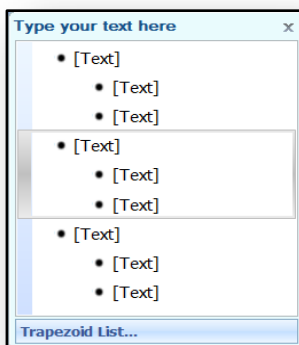 Type your text here x
• [Text]
• [Text]
• [Text]
• [Text]
• [Text]
• [Text]
• [Text]
• [Text]
• [Text]
Trapezoid List...